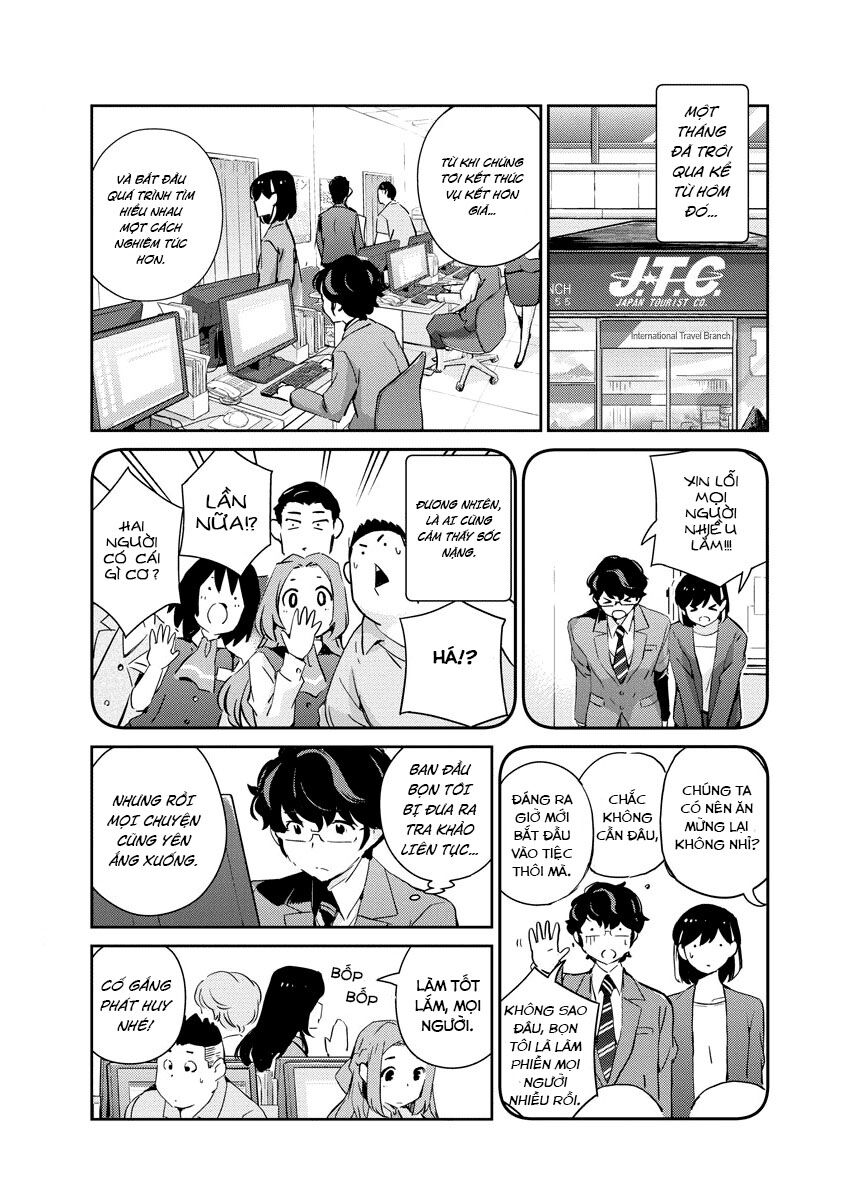 MỘT
THÁNG
ĐÃ TRÔI
QUA KỂ
TỪ HÔM
ĐÓ...
NCH
5 5
J.T.C.
JAPAN TOURIST CO.
International Travel Branch
TỪ KHI CHÚNG
TÔI KẾT THÚC
VỤ KẾT HÔN
GIẢ...
VÀ BẮT ĐẦU
QUÁ TRÌNH TÌM
HIỂU NHAU
MỘT CÁCH
NGHIÊM TÚC
HƠN.
XIN LỖI
MỌI
NGƯỜI
NHIỀU
LẮM!!!
ĐƯƠNG NHIÊN,
LÀ AI CŨNG
CẢM THẤY SỐC
NẶNG.
HÁ!?
LẦN
NỮA!?
HAI
NGƯỜI
CÓ CÁI
GÌ CƠ?
CHÚNG TA
CÓ NÊN ĂN
MỪNG LẠI
KHÔNG NHỈ?
CHẮC
KHÔNG
CẦN ĐÂU,
ĐÁNG RA
GIỜ MỚI
BẮT ĐẦU
VÀO TIỆC
THÔI MÀ.
KHÔNG SAO
ĐÂU, BỌN
TÔI LÀ LÀM
PHIỀN MỌI
NGƯỜI
NHIỀU RỒI.
BAN ĐẦU
BỌN TÔI
BỊ ĐƯA RA
TRA KHẢO
LIÊN TỤC...
NHƯNG RỒI
MỌI CHUYỆN
CŨNG YÊN
ẮNG XUỐNG.
LÀM TỐT
LẮM, MỌI
NGƯỜI.
BỐP
BỐP
CỐ GẮNG
PHÁT HUY
NHÉ!